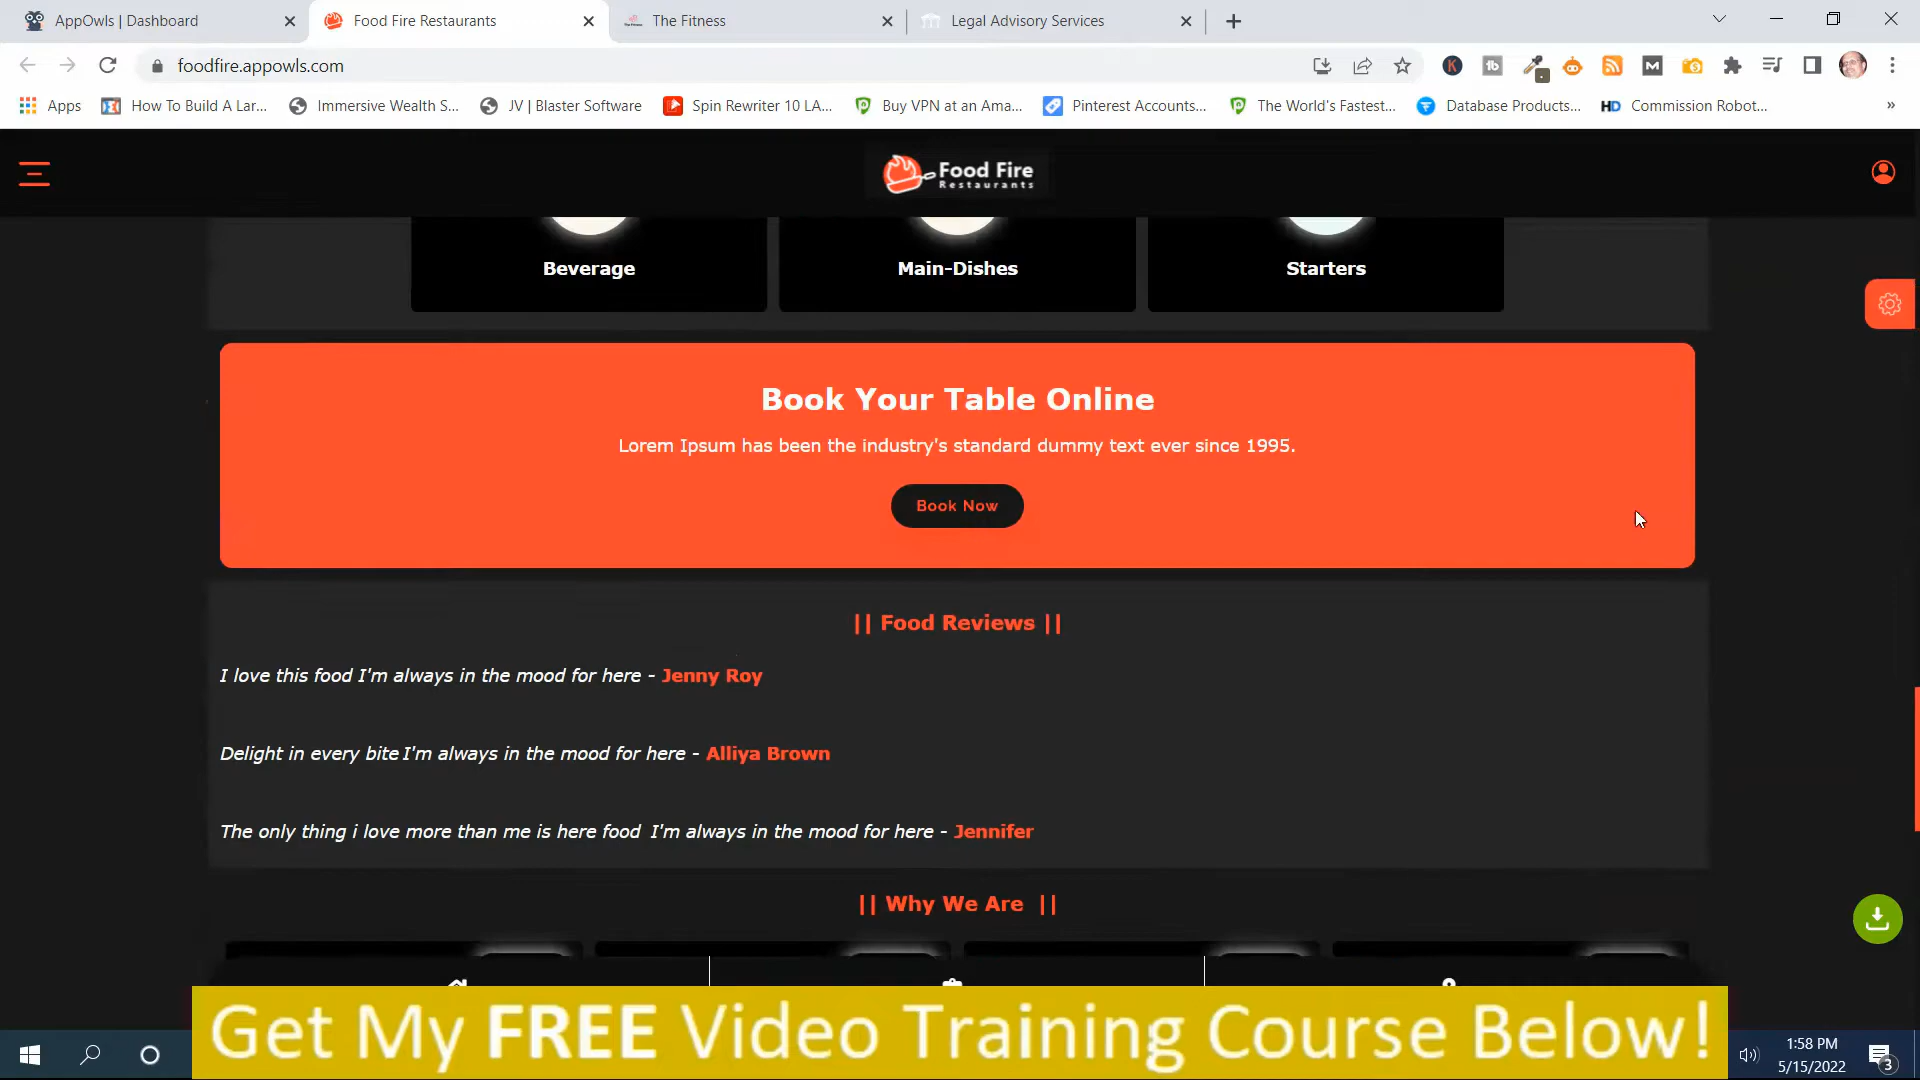 AppOwls | Dashboard
Food Fire Restaurants
The Fitness
Legal Advisory Services
foodfire.appowls.com
Apps
How To Build A Lar...
Immersive Wealth S...
JV | Blaster Software
Spin Rewriter 10 LA...
Buy VPN at an Ama...
Pinterest Accounts...
The World's Fastest...
Database Products...
HD Commission Robot...
Food Fire
Restaurants
Beverage
Main-Dishes
Starters
Book Your Table Online
Lorem Ipsum has been the industry's standard dummy text ever since 1995.
Book Now
|| Food Reviews ||
I love this food I'm always in the mood for here - Jenny Roy
Delight in every bite I'm always in the mood for here - Alliya Brown
The only thing i love more than me is here food I'm always in the mood for here - Jennifer
|| Why We Are ||
Get My FREE Video Training Course Below!
1:58 PM
5/15/2022
3